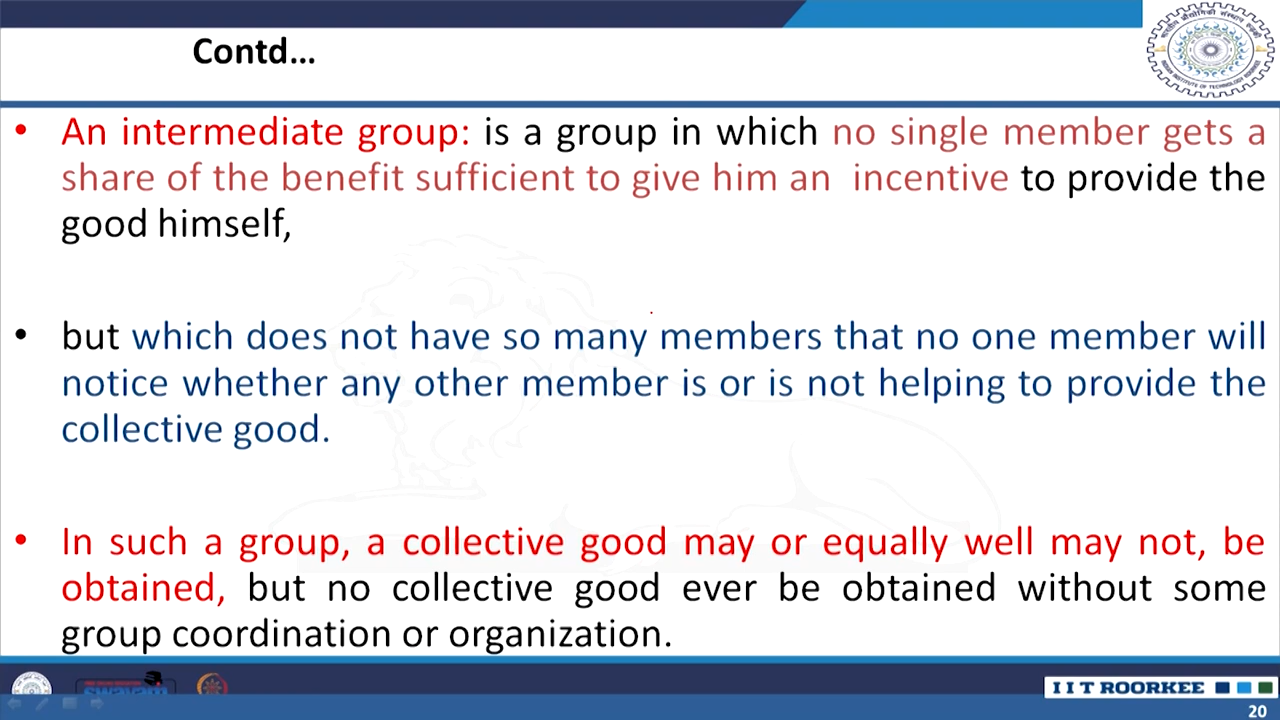 Contd...
• An intermediate group: is a group in which no single member gets a
share of the benefit sufficient to give him an incentive to provide the
good himself,
• but which does not have so many members that no one member will
notice whether any other member is or is not helping to provide the
collective good.
• In such a group, a collective good may or equally well may not, be
obtained, but no collective good ever be obtained without some
group coordination or organization.
swayam
IIT ROORKEE
20